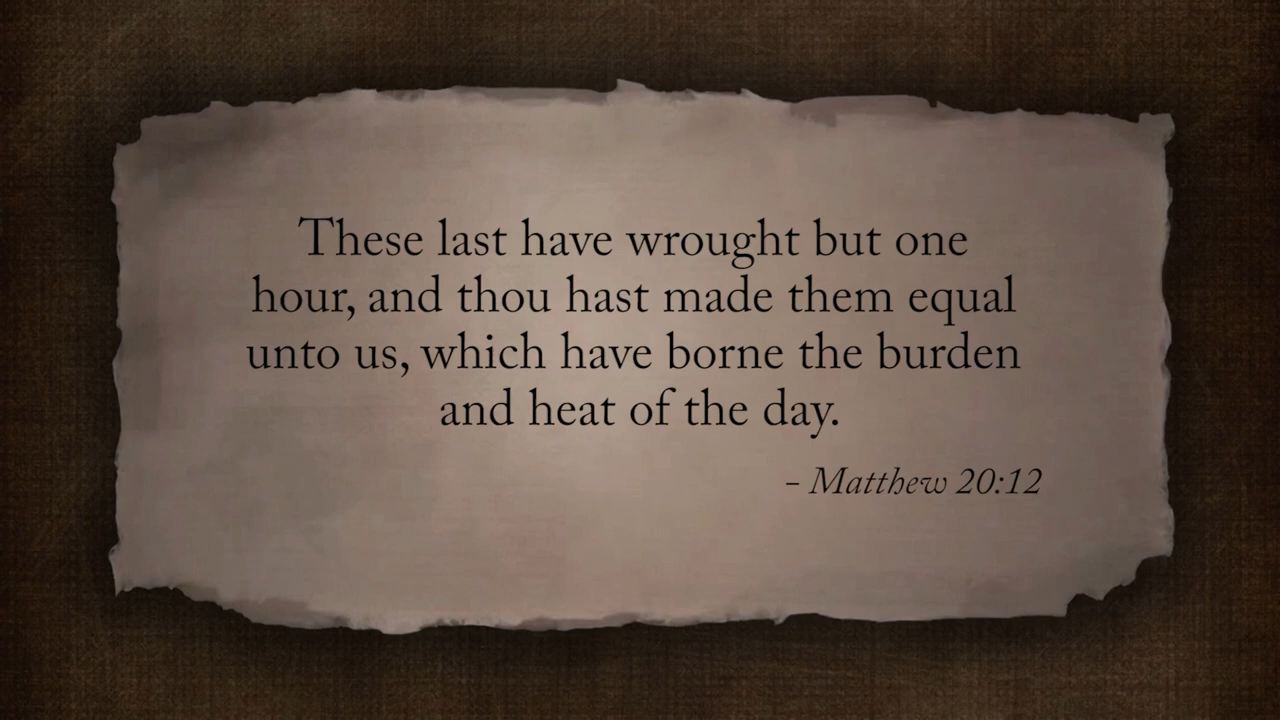 These last have wrought but one
hour, and thou hast made them equal
unto us, which have borne the burden
and heat of the day.
– Matthew 20:12